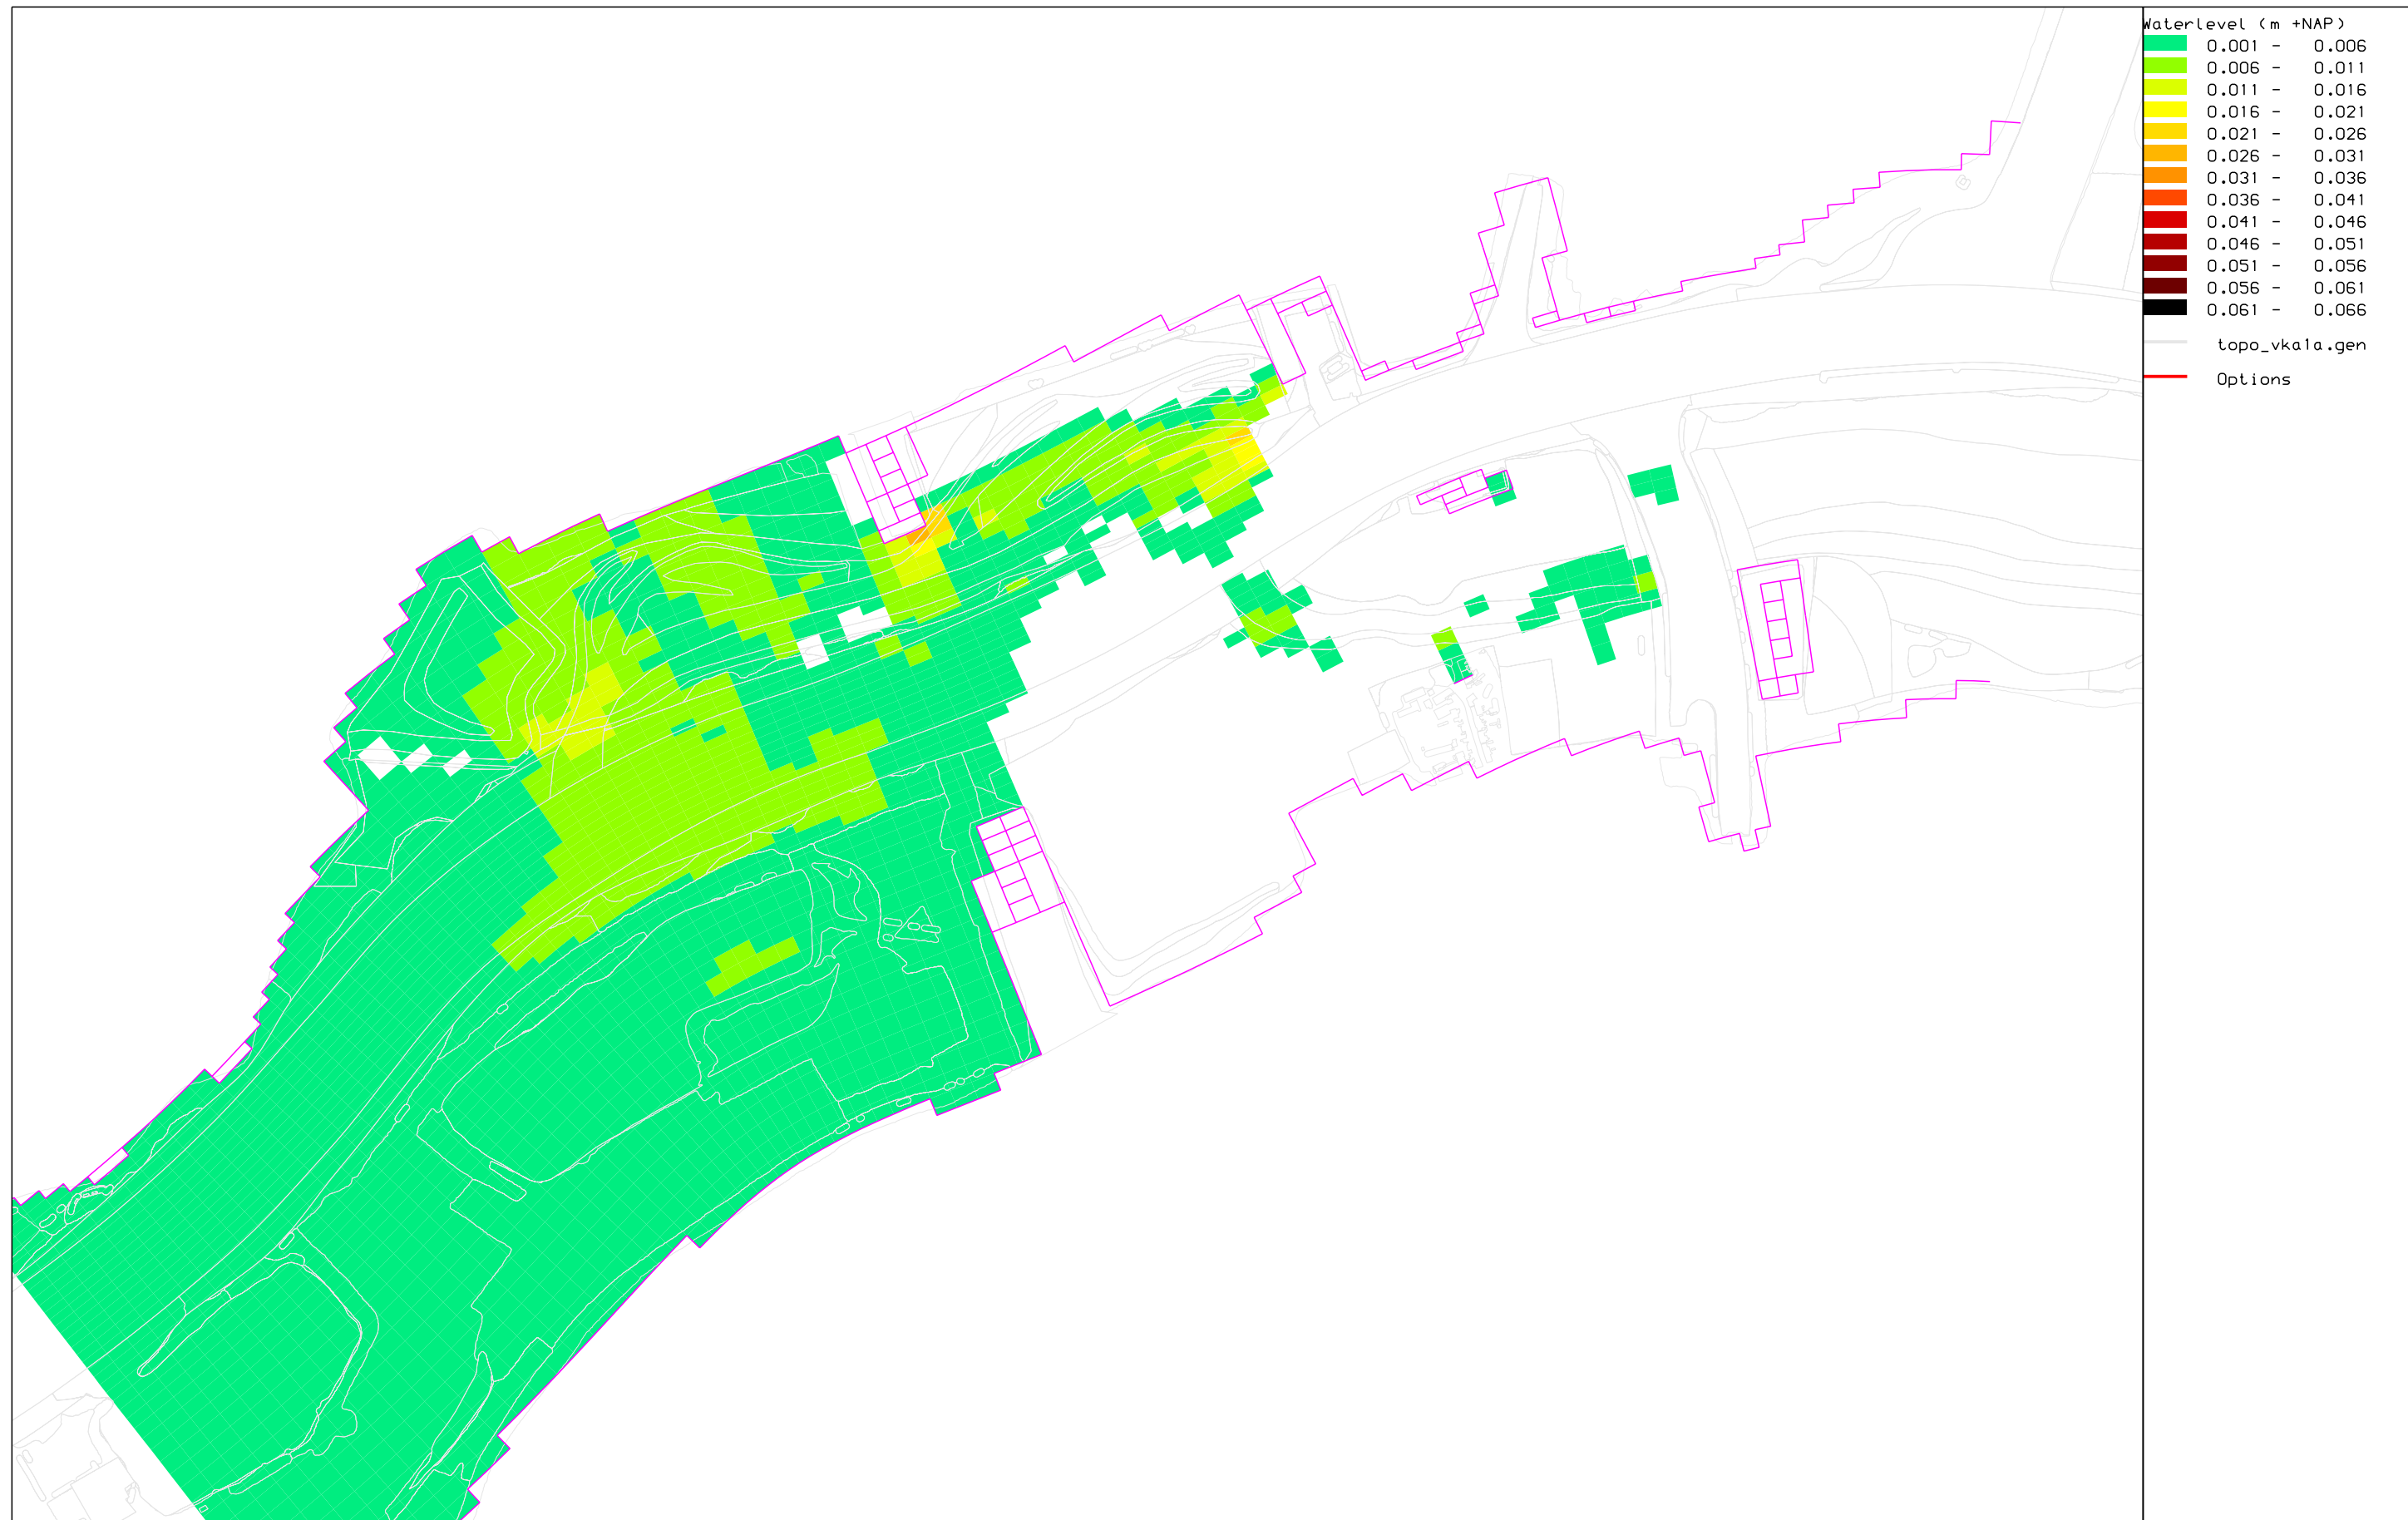 Waterlevel (m +NAP)
0.001 - 0.006
0.006 - 0.011
0.011 - 0.016
0.016 - 0.021
0.021 - 0.026
0.026 - 0.031
0.031 - 0.036
0.036 - 0.041
0.041 - 0.046
0.046 - 0.051
0.051 - 0.056
0.056 - 0.061
0.061 - 0.066
topo_vka1a.gen
Options